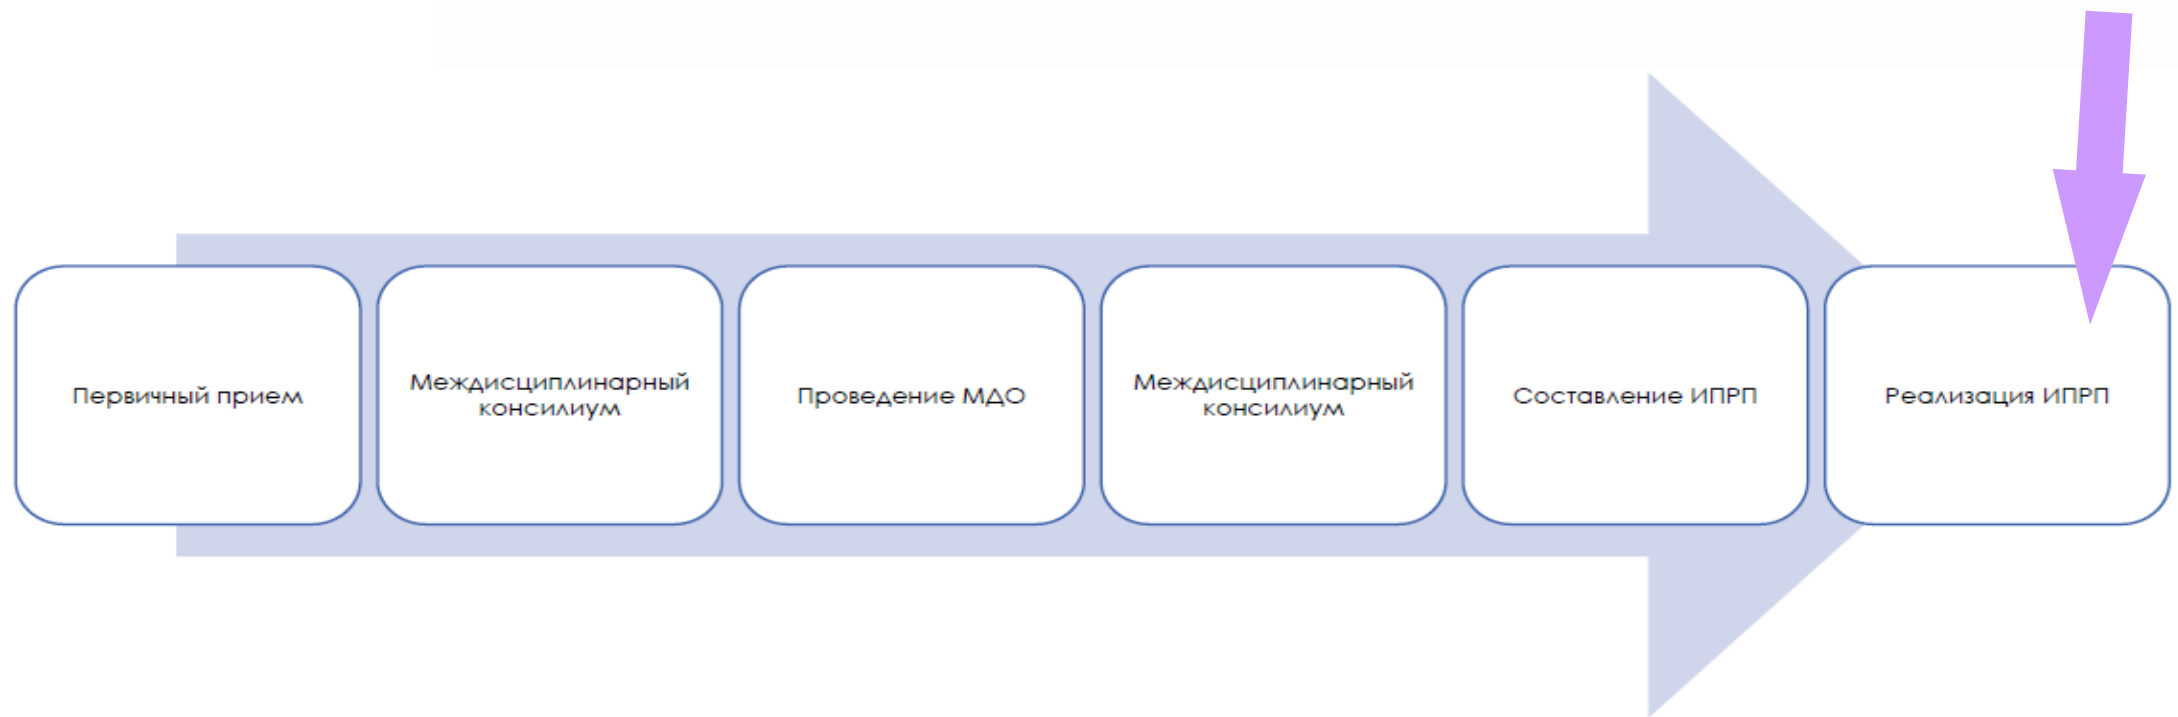 Первичный прием
Междисциплинарный
консилиум
Проведение МДО
Междисциплинарный
консилиум
Составление ИПРП
Реализация ИПРП